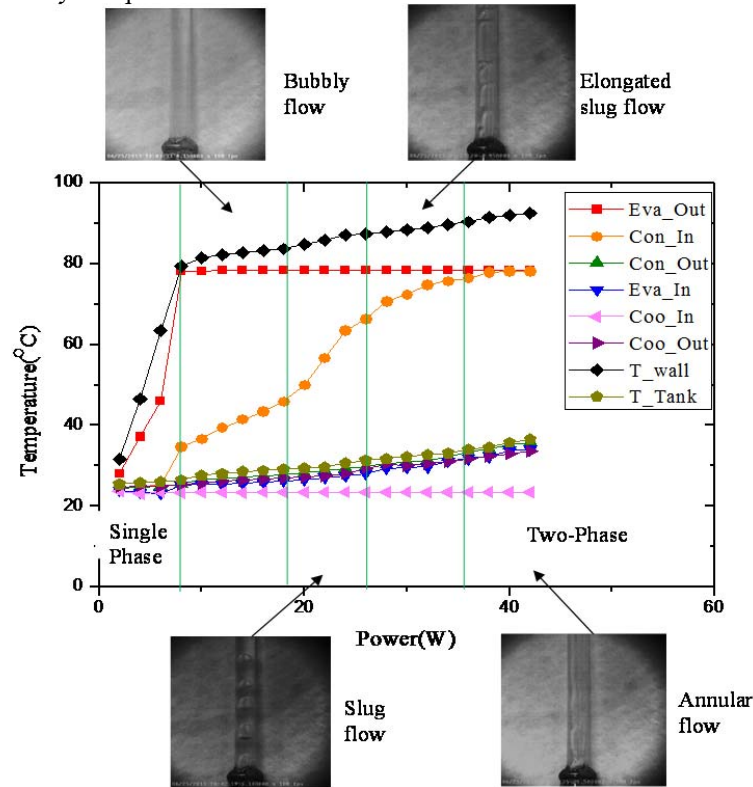 Bubbly
flow
Elongated
slug flow
100
80
60
40
20
0
Temperature(°C)
Eva_Out
Con_In
Con_Out
Eva_In
Coo_In
Coo_Out
T_wall
T_Tank
Single
Phase
Two-Phase
0
20
40
60
Power(W)
Slug
flow
Annular
flow